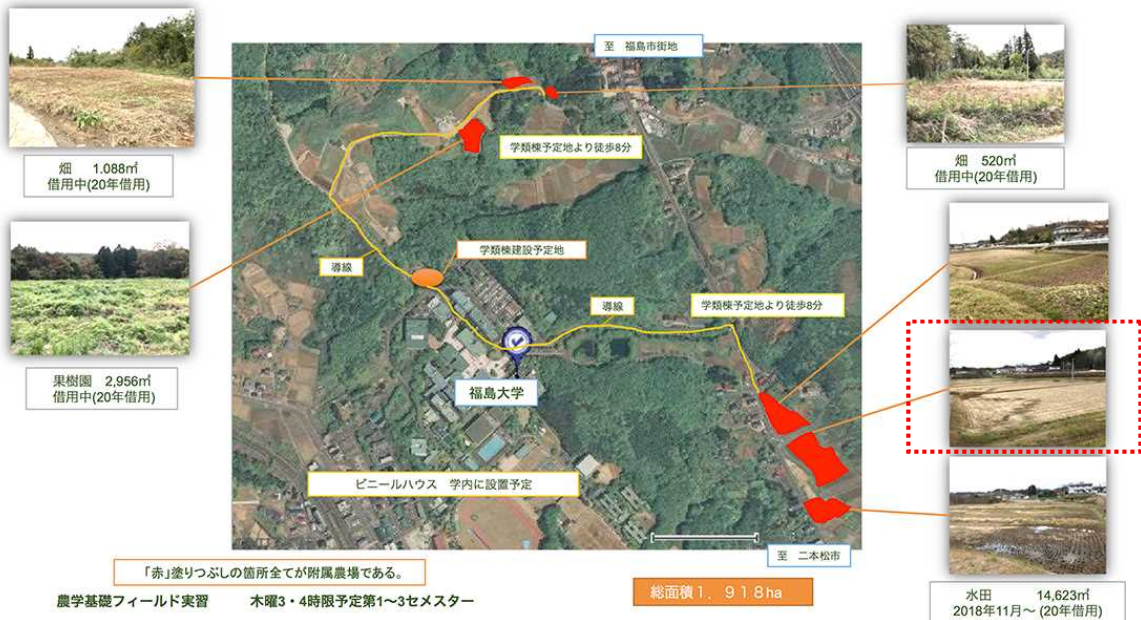 至 福島市街地
畑 1.088㎡
借用中(20年借用)
畑 520㎡
借用中(20年借用)
学類棟予定地より徒歩8分
学類棟建設予定地
導線
導線
学類棟予定地より徒歩8分
果樹園 2,956㎡
借用中(20年借用)
福島大学
ビニールハウス 学内に設置予定
至 二本松市
「赤」塗りつぶしの箇所全てが附属農場である。
農学基礎フィールド実習 木曜3・4時限予定第1〜3セメスター
総面積1．918ha
水田 14,623㎡
2018年11月〜 (20年借用)